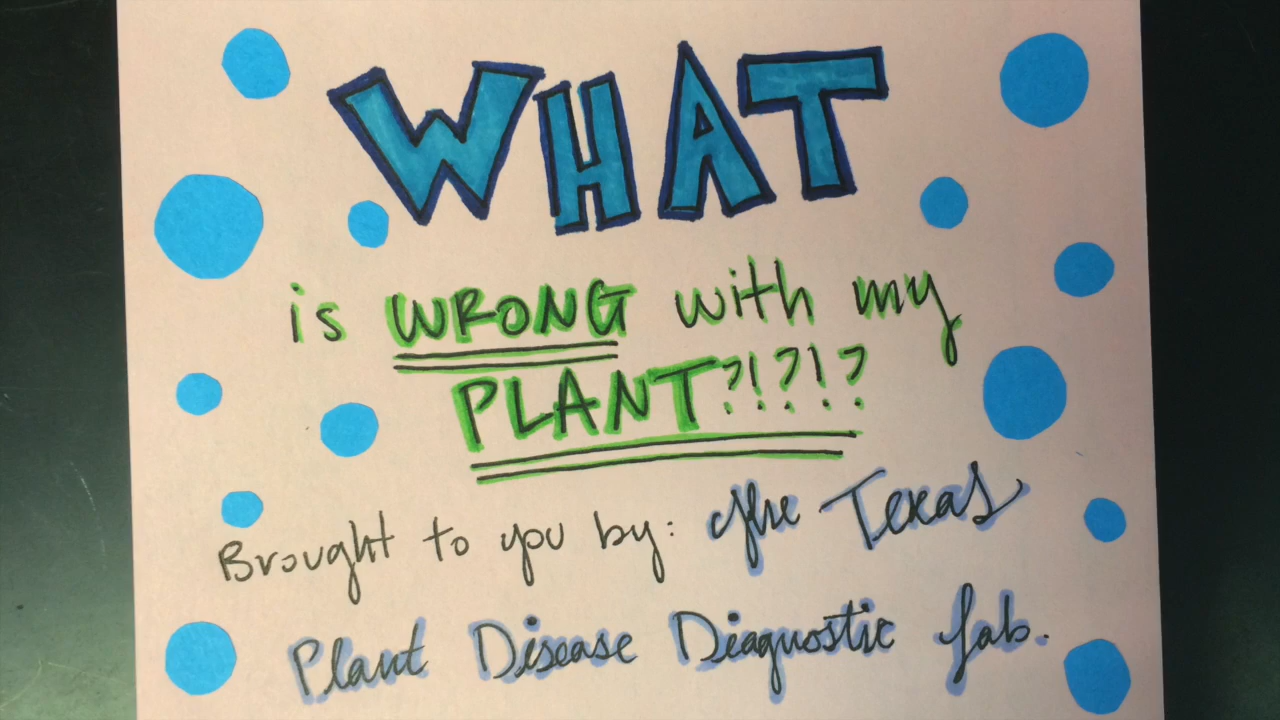 WHAT
is WRONG with my
PLANT?!?!?
Brought to you by: The Texas
Plant Disease Diagnostic Lab.